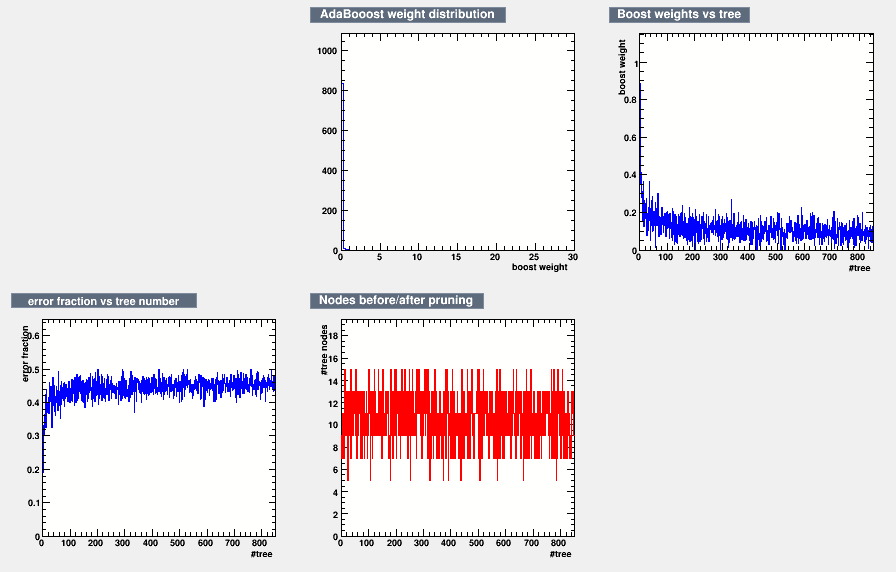 AdaBooost weight distribution
1000
800
600
400
200
0
0 5 10 15 20 25 30
boost weight
Boost weights vs tree
boost weight
1
0.8
0.6
0.4
0.2
0
0 100 200 300 400 500 600 700 800
#tree
error fraction vs tree number
error fraction
0.6
0.5
0.4
0.3
0.2
0.1
0
0 100 200 300 400 500 600 700 800
#tree
Nodes before/after pruning
#tree nodes
18
16
14
12
10
8
6
4
2
0
0 100 200 300 400 500 600 700 800
#tree